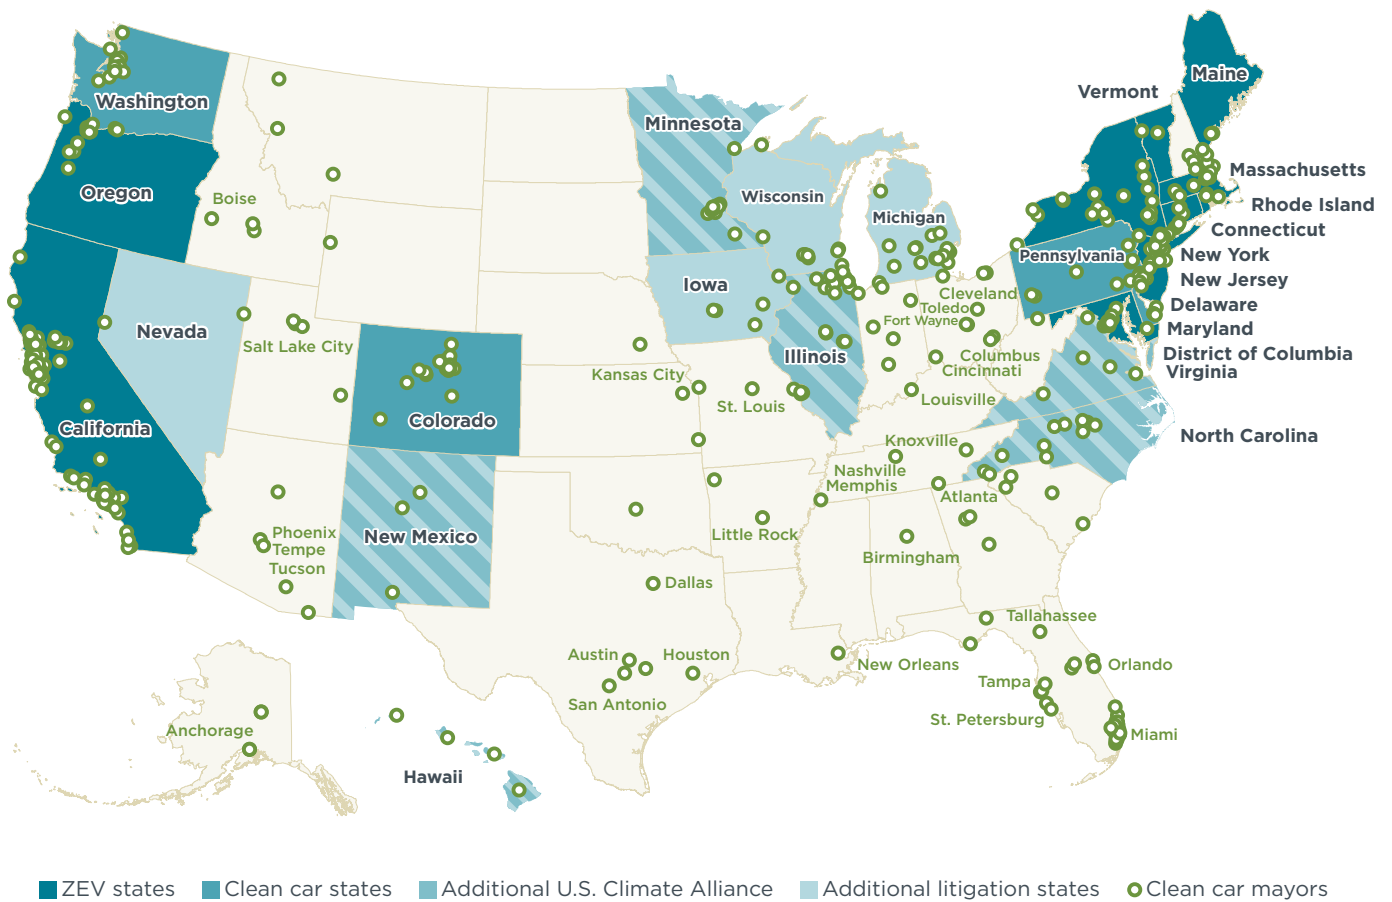 Maine
Vermont
Washington
Minnesota
Massachusetts
Oregon
Boise
Wisconsin
Rhode Island
Michigan
Connecticut
Pennsylvania
New York
New Jersey
Iowa
Cleveland
Delaware
Toledo
Nevada
Fort Wayne
Maryland
Salt Lake City
Illinois
Columbus
District of Columbia
Cincinnati
Virginia
Kansas City
St. Louis
Louisville
Colorado
California
North Carolina
Knoxville
Nashville
Memphis
Atlanta
Phoenix
New Mexico
Little Rock
Tempe
Birmingham
Tucson
Dallas
Tallahassee
Austin
Houston
New Orleans
Orlando
Tampa
San Antonio
St. Petersburg
Anchorage
Miami
Hawaii
ZEV states
Clean car states
Additional U.S. Climate Alliance
Additional litigation states
Clean car mayors